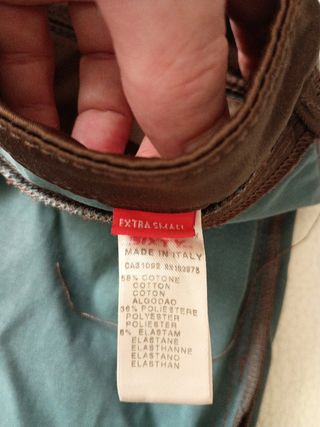 EXTRA SMALL
MADE IN ITALY
58% COTONE
COTTON
COTON
ALGODAO
36% POLIESTERE
POLYESTER
POLIESTER
6% ELASTAM
ELASTANE
ELASTHANNE
ELASTANO
ELASTHAN